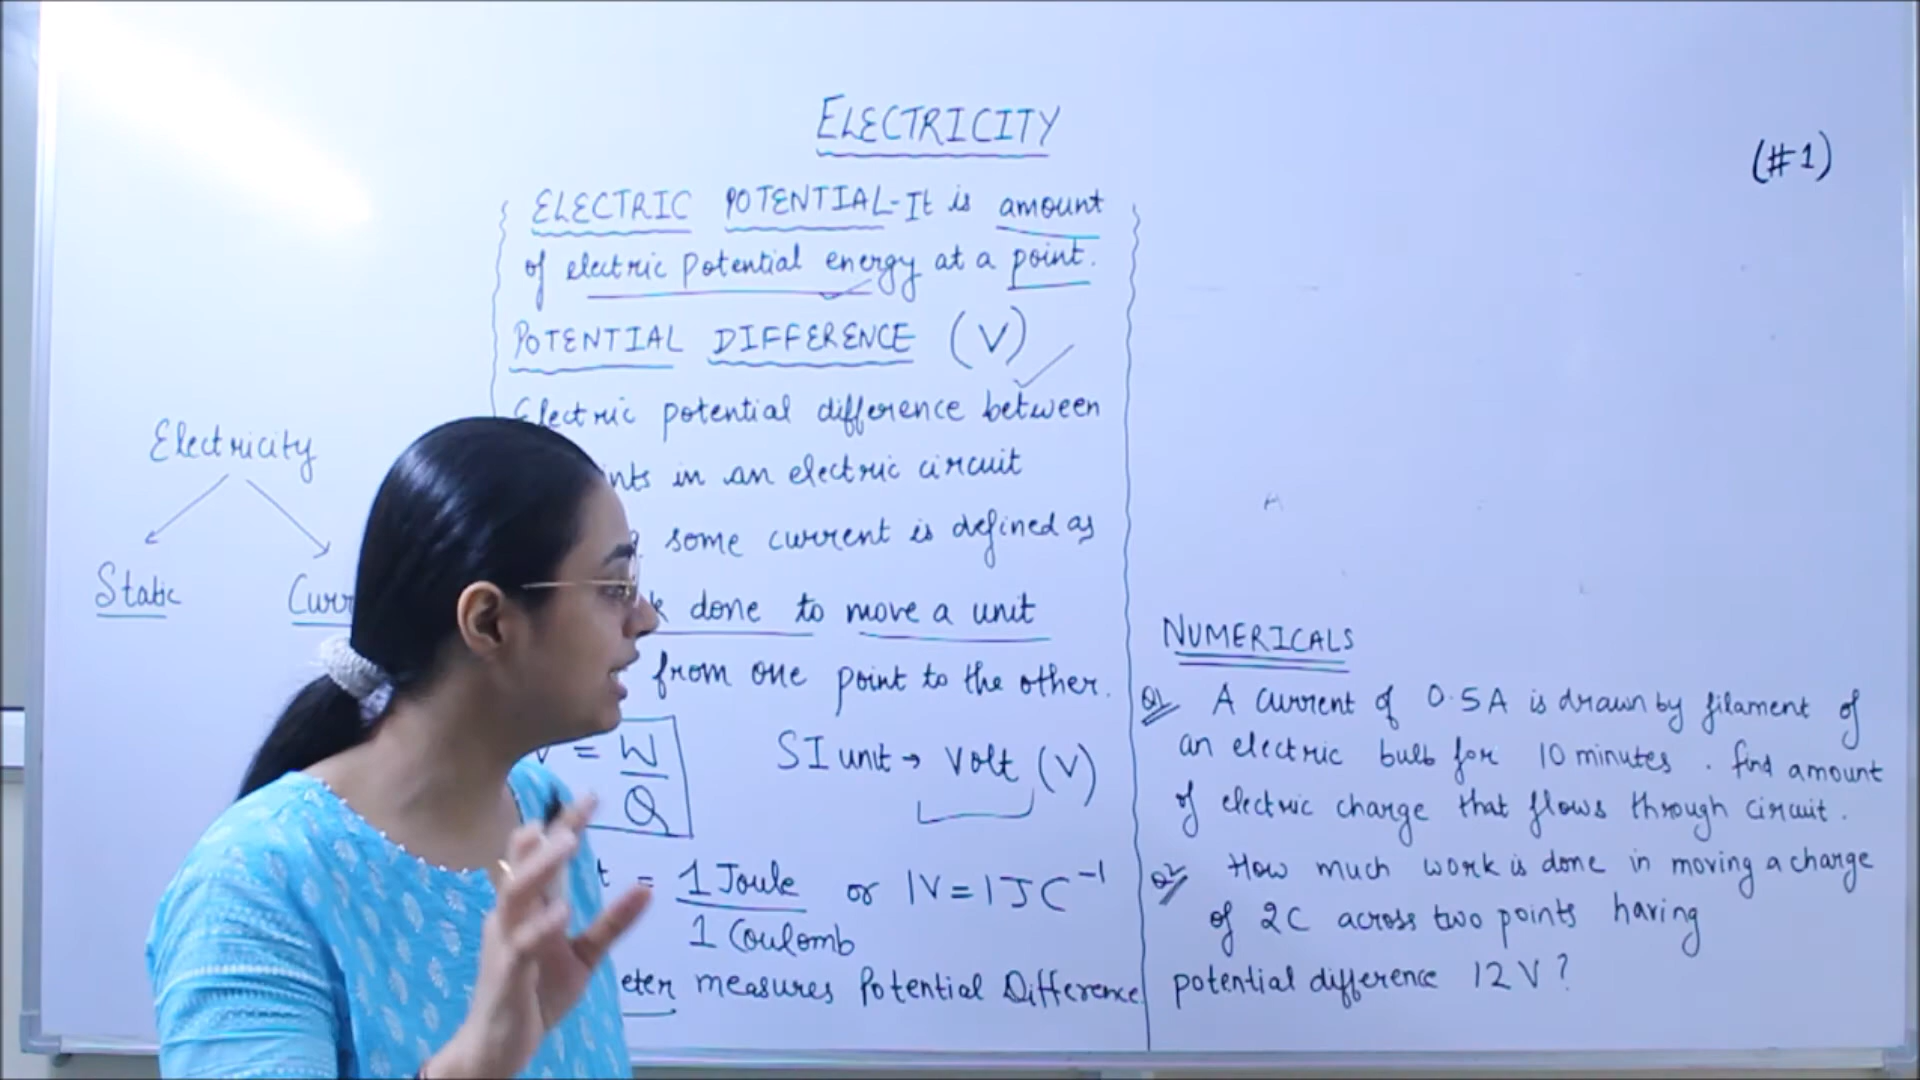 ELECTRICITY
(#1)
Electricity
Static
ELECTRIC POTENTIAL-It is amount
of electric potential energy at a point.
POTENTIAL DIFFERENCE (V)
Electric potential difference between
in an electric circuit
some current is defined as
done to move a unit
from one point to the other.
V = W
Q
SI unit → Volt (V)
= 1 Joule
1 Coulomb
or 1V = 1JC⁻¹
measures Potential Difference
NUMERICALS
Q1 A current of 0.5A is drawn by filament of
an electric bulb for 10 minutes. find amount
of electric charge that flows through circuit.
Q2 How much work is done in moving a charge
of 2C across two points having
potential difference 12V?